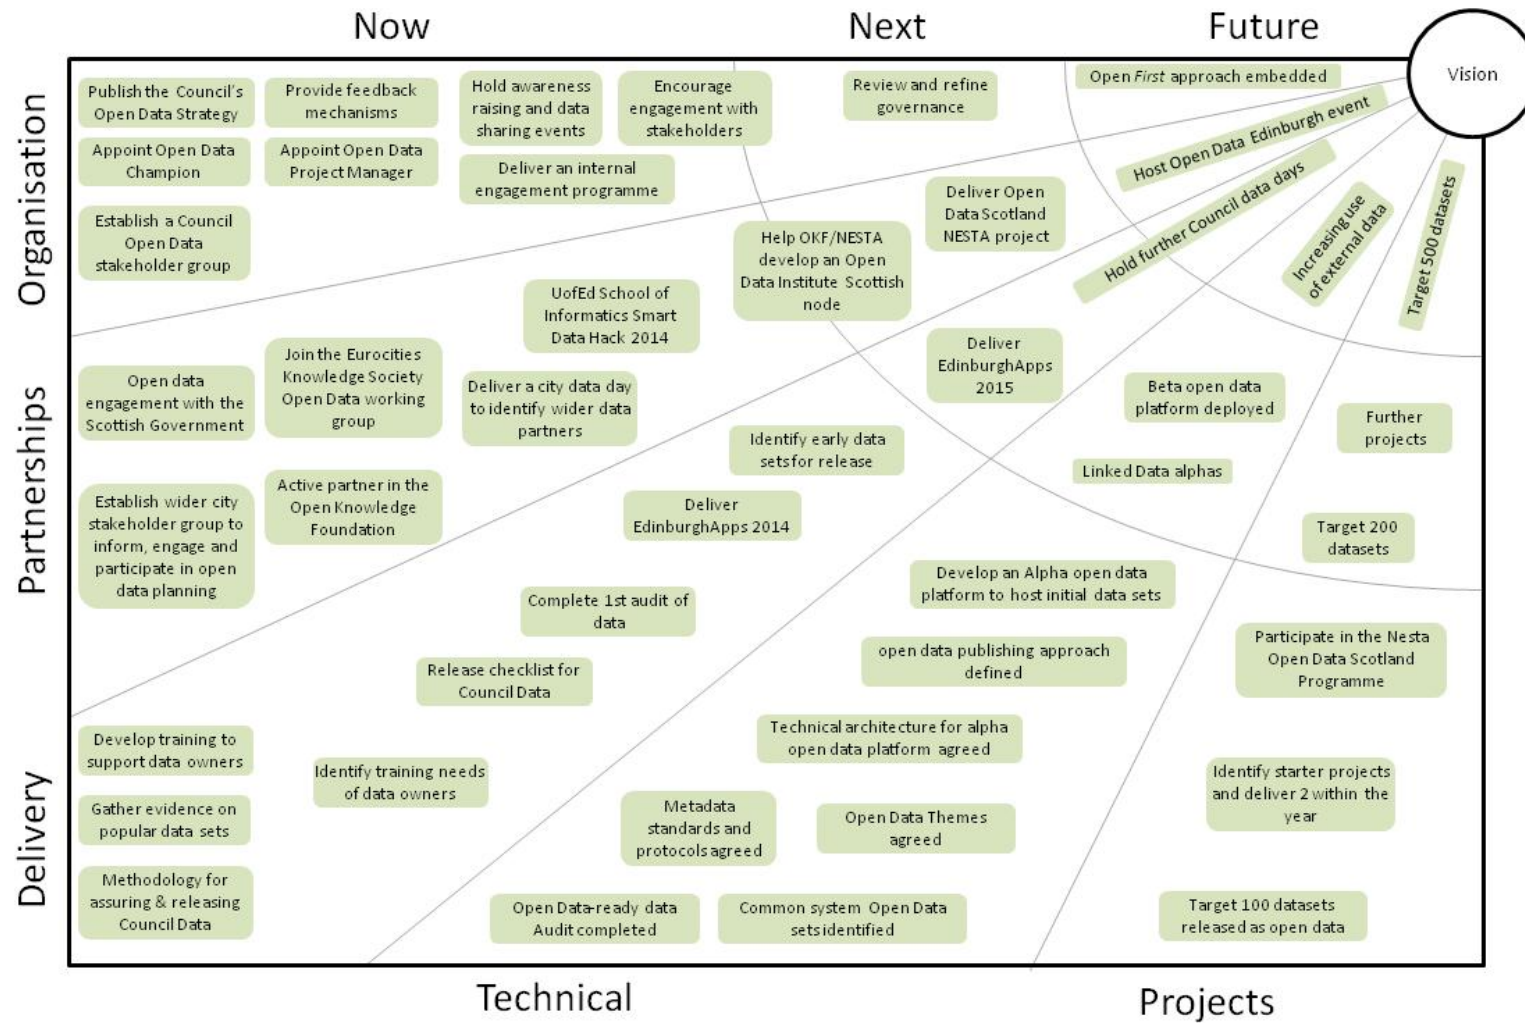 Now
Next
Future
Vision
Organisation
Partnerships
Delivery
Technical
Projects
Publish the Council's
Open Data Strategy
Provide feedback
mechanisms
Hold awareness
raising and data
sharing events
Encourage
engagement with
stakeholders
Review and refine
governance
Open First approach embedded
Appoint Open Data
Champion
Appoint Open Data
Project Manager
Deliver an internal
engagement programme
Establish a Council
Open Data
stakeholder group
Host Open Data Edinburgh event
Hold further Council data days
Increasing use
of external data
Target 500 datasets
Deliver Open
Data Scotland
NESTA project
Help OKF/NESTA
develop an Open
Data Institute Scottish
node
UofEd School of
Informatics Smart
Data Hack 2014
Open data
engagement with the
Scottish Government
Join the Eurocities
Knowledge Society
Open Data working
group
Deliver a city data day
to identify wider data
partners
Deliver
EdinburghApps
2015
Beta open data
platform deployed
Further
projects
Identify early data
sets for release
Linked Data alphas
Establish wider city
stakeholder group to
inform, engage and
participate in open
data planning
Active partner in the
Open Knowledge
Foundation
Deliver
EdinburghApps 2014
Target 200
datasets
Complete 1st audit of
data
Develop an Alpha open data
platform to host initial data sets
Release checklist for
Council Data
open data publishing approach
defined
Participate in the Nesta
Open Data Scotland
Programme
Develop training to
support data owners
Identify training needs
of data owners
Technical architecture for alpha
open data platform agreed
Gather evidence on
popular data sets
Metadata
standards and
protocols agreed
Open Data Themes
agreed
Identify starter projects
and deliver 2 within the
year
Methodology for
assuring & releasing
Council Data
Open Data-ready data
Audit completed
Common system Open Data
sets identified
Target 100 datasets
released as open data